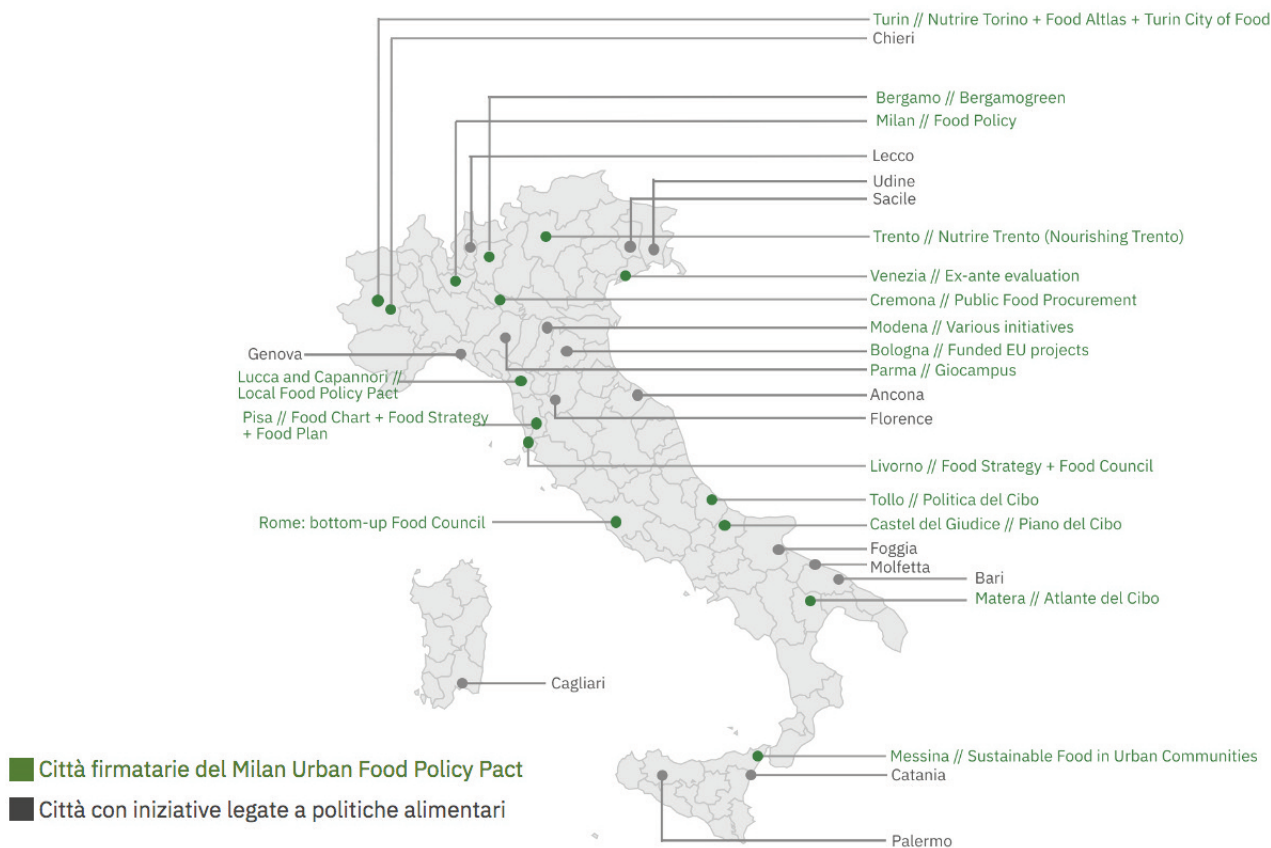 Turin // Nutrire Torino + Food Altlas + Turin City of Food
Chieri
Bergamo // Bergamogreen
Milan // Food Policy
Lecco
Udine
Sacile
Trento // Nutrire Trento (Nourishing Trento)
Venezia // Ex-ante evaluation
Cremona // Public Food Procurement
Modena // Various initiatives
Bologna // Funded EU projects
Genova
Parma // Giocampus
Lucca and Capannori //
Local Food Policy Pact
Ancona
Florence
Pisa // Food Chart + Food Strategy
+ Food Plan
Livorno // Food Strategy + Food Council
Tollo // Politica del Cibo
Rome: bottom-up Food Council
Castel del Giudice // Piano del Cibo
Foggia
Molfetta
Bari
Matera // Atlante del Cibo
Cagliari
Messina // Sustainable Food in Urban Communities
Catania
Palermo
Città firmatarie del Milan Urban Food Policy Pact
Città con iniziative legate a politiche alimentari